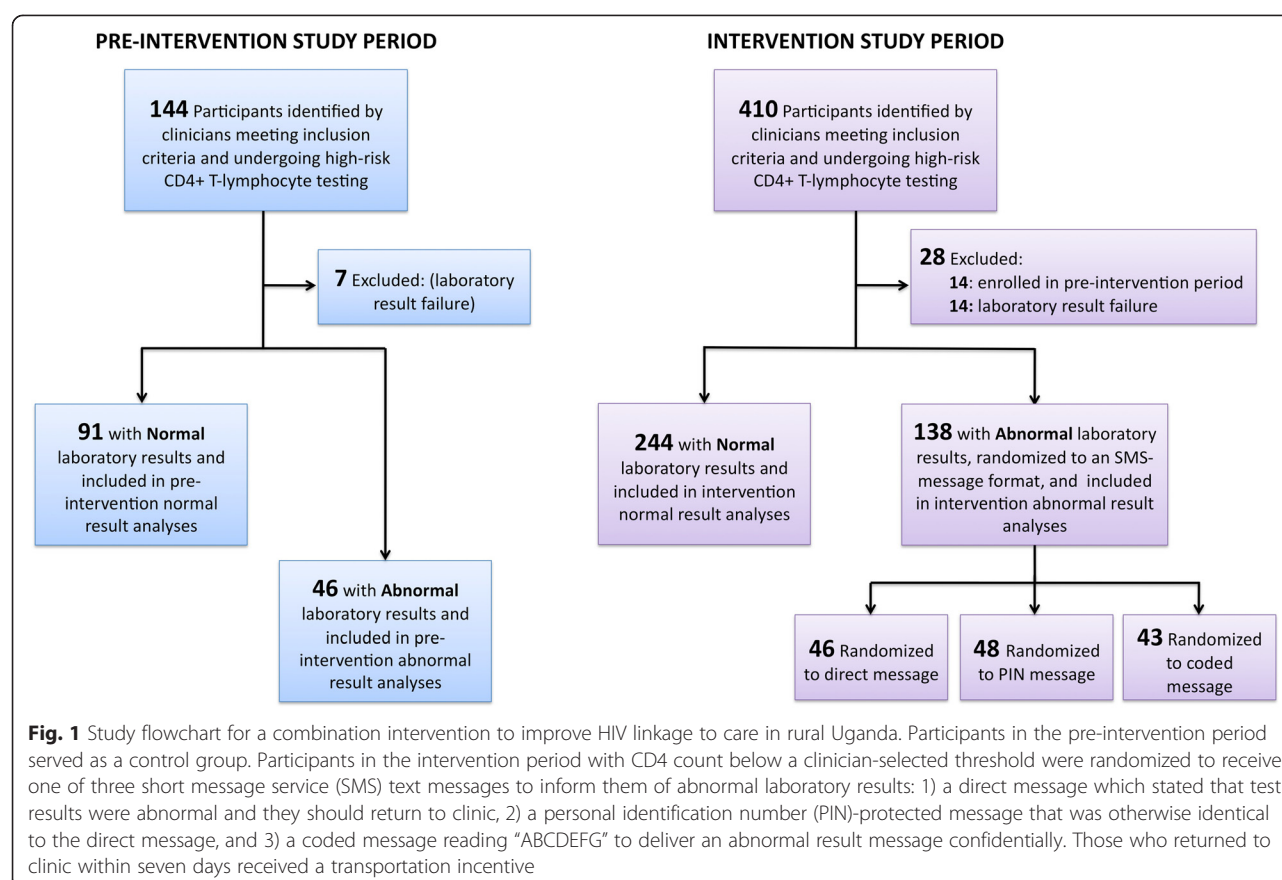 PRE-INTERVENTION STUDY PERIOD
144 Participants identified by
clinicians meeting inclusion
criteria and undergoing high-risk
CD4+ T-lymphocyte testing
7 Excluded: (laboratory
result failure)
91 with Normal
laboratory results and
included in pre-
intervention normal
result analyses
46 with Abnormal
laboratory results and
included in pre-
intervention abnormal
result analyses
INTERVENTION STUDY PERIOD
410 Participants identified by
clinicians meeting inclusion
criteria and undergoing high-risk
CD4+ T-lymphocyte testing
28 Excluded:
14: enrolled in pre-intervention period
14: laboratory result failure
244 with Normal
laboratory results and
included in intervention
normal result analyses
138 with Abnormal laboratory
results, randomized to an SMS-
message format, and included
in intervention abnormal result
analyses
46 Randomized
to direct message
48 Randomized
to PIN message
43 Randomized
to coded
message
Fig. 1 Study flowchart for a combination intervention to improve HIV linkage to care in rural Uganda. Participants in the pre-intervention period
served as a control group. Participants in the intervention period with CD4 count below a clinician-selected threshold were randomized to receive
one of three short message service (SMS) text messages to inform them of abnormal laboratory results: 1) a direct message which stated that test
results were abnormal and they should return to clinic, 2) a personal identification number (PIN)-protected message that was otherwise identical
to the direct message, and 3) a coded message reading “ABCDEFG” to deliver an abnormal result message confidentially. Those who returned to
clinic within seven days received a transportation incentive